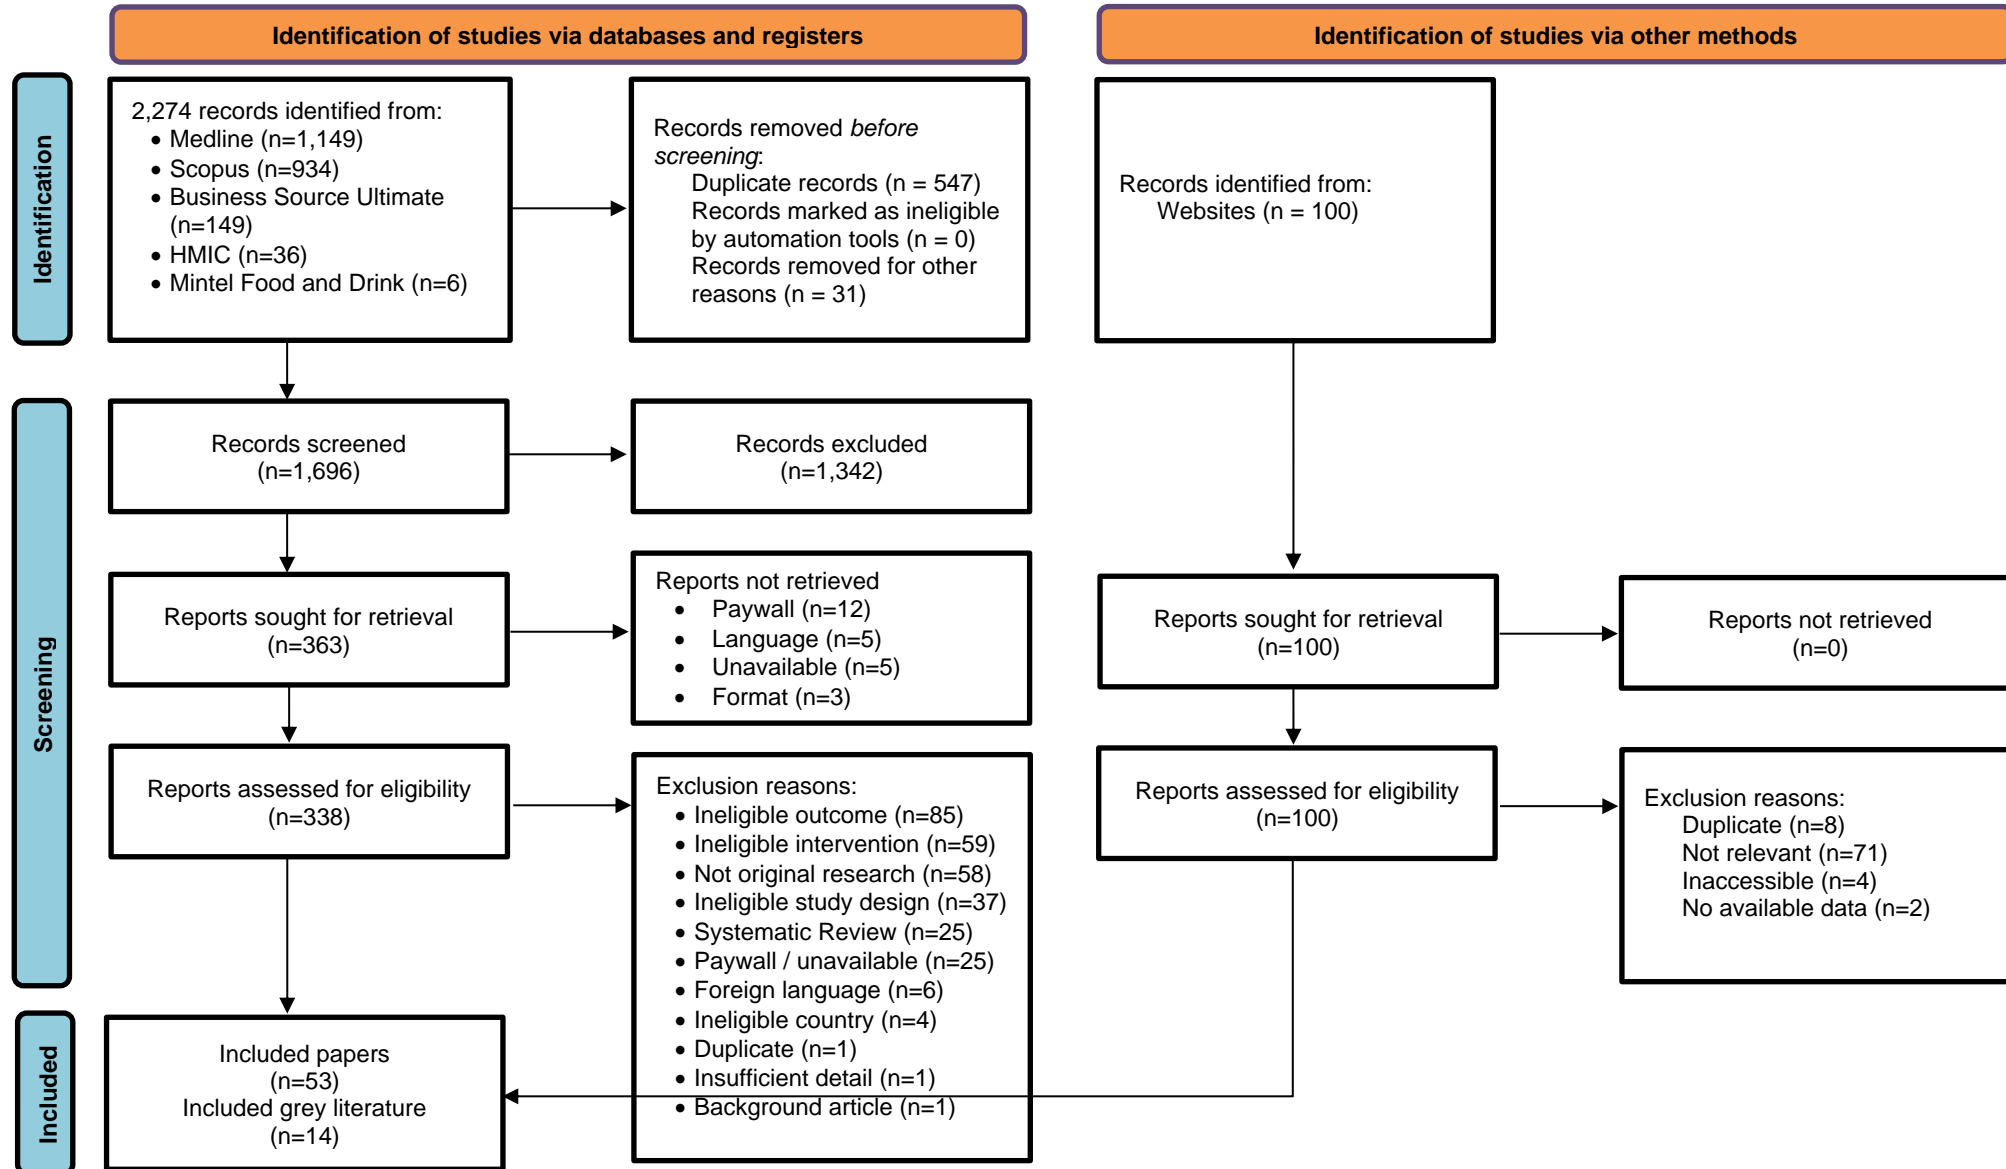 Identification of studies via databases and registers
Identification of studies via other methods
Identification
2,274 records identified from:
• Medline (n=1,149)
• Scopus (n=934)
• Business Source Ultimate
(n=149)
• HMIC (n=36)
• Mintel Food and Drink (n=6)
Records removed before
screening:
Duplicate records (n = 547)
Records marked as ineligible
by automation tools (n = 0)
Records removed for other
reasons (n = 31)
Records identified from:
Websites (n = 100)
Screening
Records screened
(n=1,696)
Records excluded
(n=1,342)
Reports sought for retrieval
(n=363)
Reports not retrieved
• Paywall (n=12)
• Language (n=5)
• Unavailable (n=5)
• Format (n=3)
Reports sought for retrieval
(n=100)
Reports not retrieved
(n=0)
Reports assessed for eligibility
(n=338)
Exclusion reasons:
• Ineligible outcome (n=85)
• Ineligible intervention (n=59)
• Not original research (n=58)
• Ineligible study design (n=37)
• Systematic Review (n=25)
• Paywall / unavailable (n=25)
• Foreign language (n=6)
• Ineligible country (n=4)
• Duplicate (n=1)
• Insufficient detail (n=1)
• Background article (n=1)
Reports assessed for eligibility
(n=100)
Exclusion reasons:
Duplicate (n=8)
Not relevant (n=71)
Inaccessible (n=4)
No available data (n=2)
Included
Included papers
(n=53)
Included grey literature
(n=14)